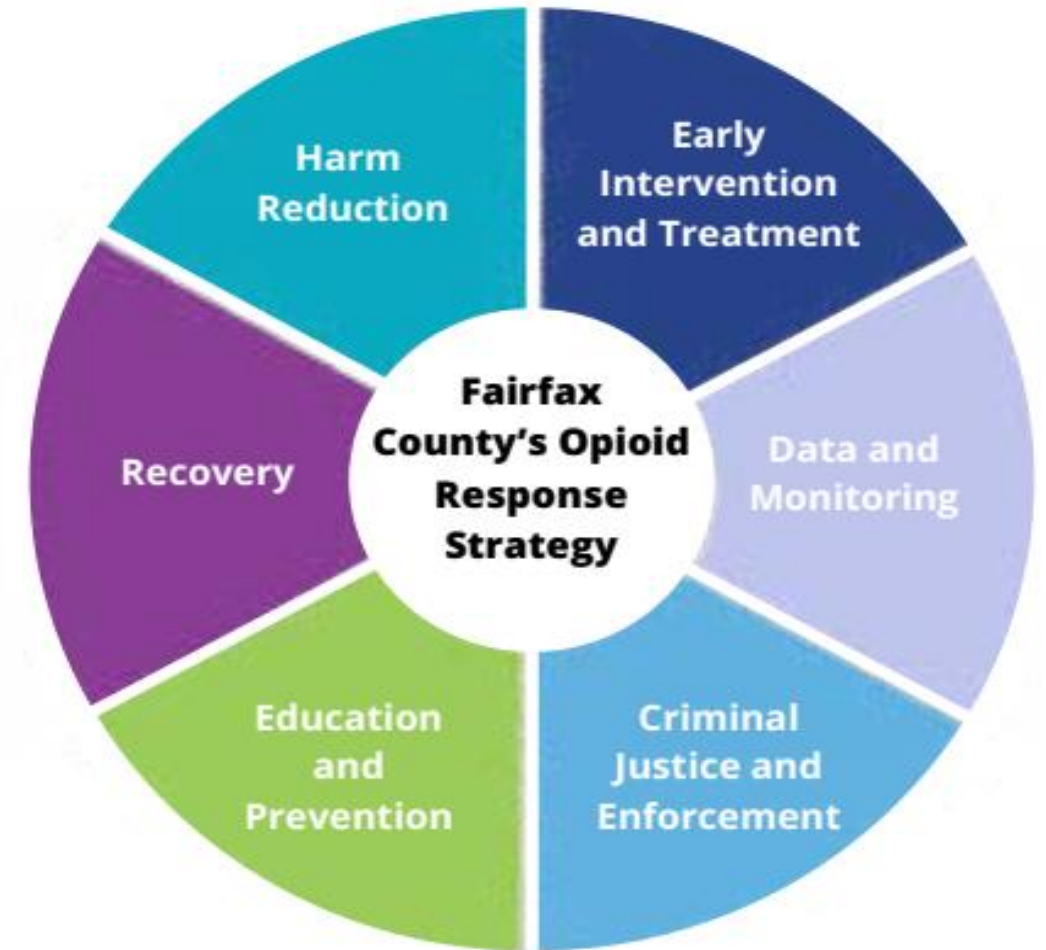 Harm
Reduction
Early
Intervention
and Treatment
Recovery
Fairfax
County’s Opioid
Response
Strategy
Data and
Monitoring
Education
and
Prevention
Criminal
Justice and
Enforcement